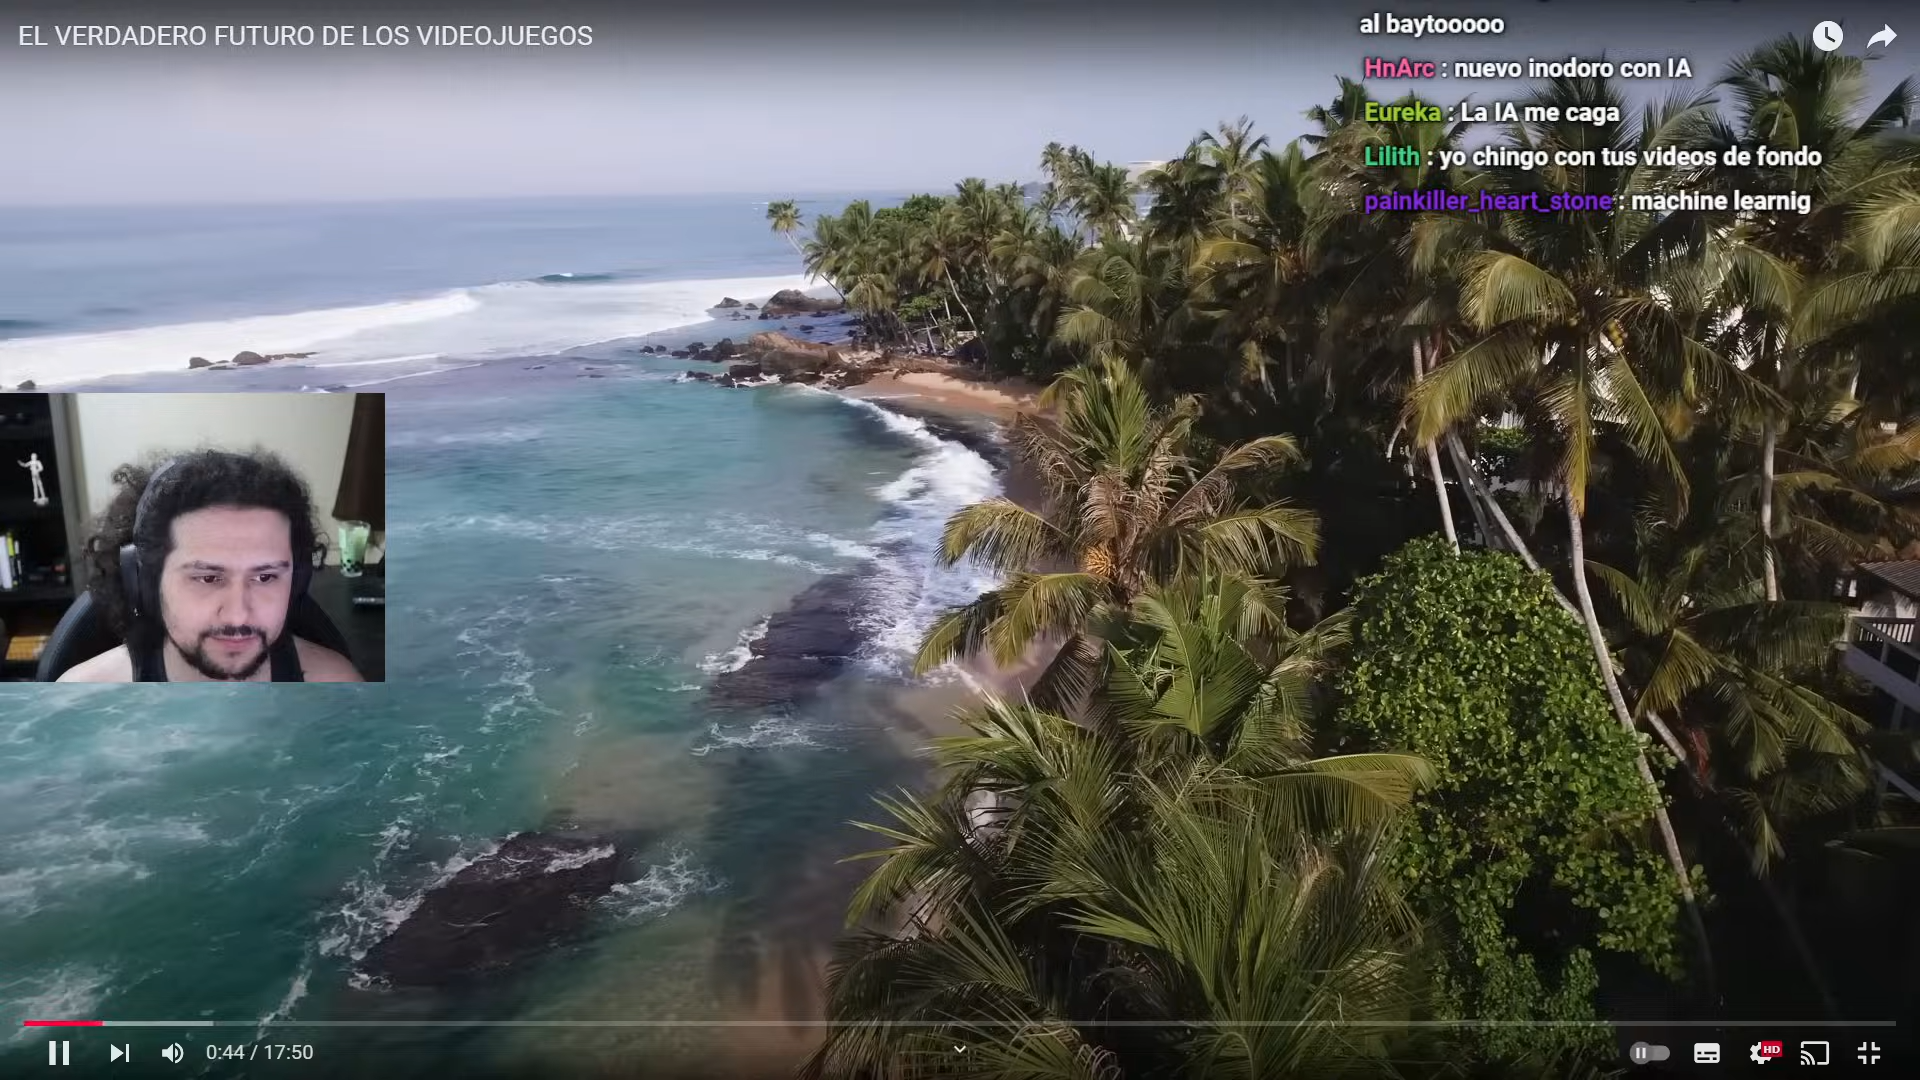 EL VERDADERO FUTURO DE LOS VIDEOJUEGOS
al baytooooo
HnArc : nuevo inodoro con IA
Eureka : La IA me caga
Lilith : yo chingo con tus videos de fondo
painkiller_heart_stone : machine learnig
0:44 / 17:50
HD